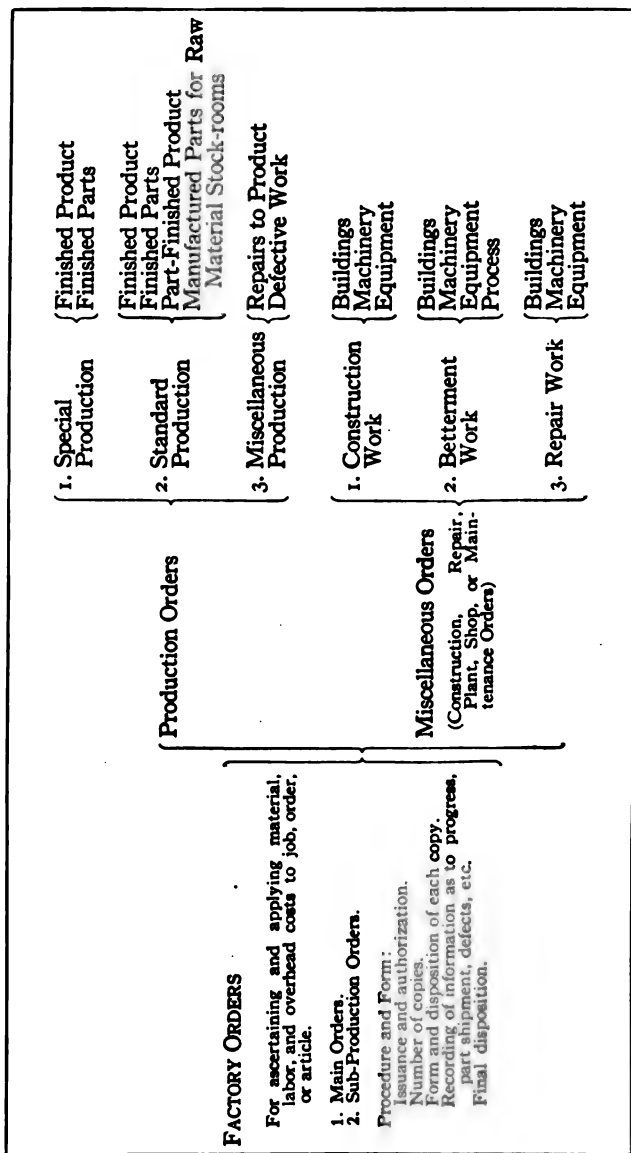 FACTORY ORDERS
For ascertaining and applying material,
labor, and overhead costs to job, order,
or article.
1. Main Orders.
2. Sub-Production Orders.
Procedure and Form:
Issuance and authorization.
Number of copies.
Form and disposition of each copy.
Recording of information as to progress,
part shipment, defects, etc.
Final disposition.
Production Orders
1. Special
Production
Finished Product
Finished Parts
2. Standard
Production
Finished Product
Finished Parts
Part-Finished Product
Manufactured Parts for Raw
Material Stock-rooms
3. Miscellaneous
Production
Repairs to Product
Defective Work
Miscellaneous Orders
(Construction, Repair,
Plant, Shop, or Main-
tenance Orders)
1. Construction
Work
Buildings
Machinery
Equipment
2. Betterment
Work
Buildings
Machinery
Equipment
Process
3. Repair Work
Buildings
Machinery
Equipment